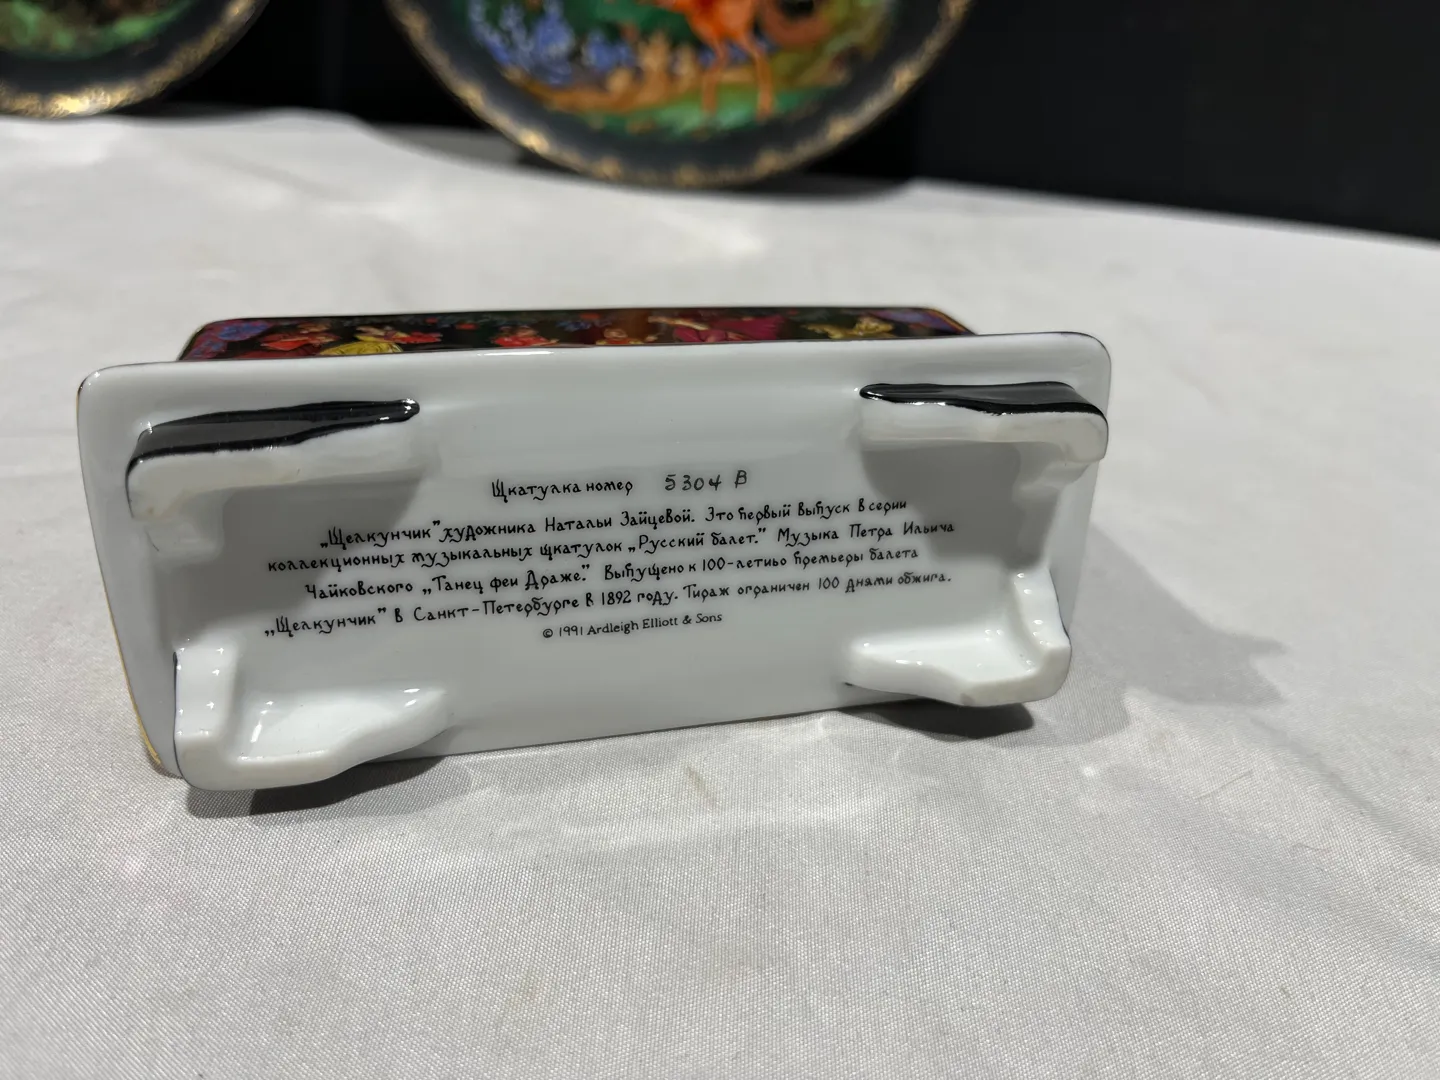 Шкатулка номер 5304 B
„Щелкунчик" художника Натальи Зайцевой. Это первый выпуск в серии
коллекционных музыкальных шкатулок „Русский балет." Музыка Петра Ильича
Чайковского „Танец феи Драже." Выпущено к 100-летию премьеры балета
„Щелкунчик" в Санкт-Петербурге в 1892 году. Тираж ограничен 100 днями обжига.
© 1991 Ardleigh Elliott & Sons